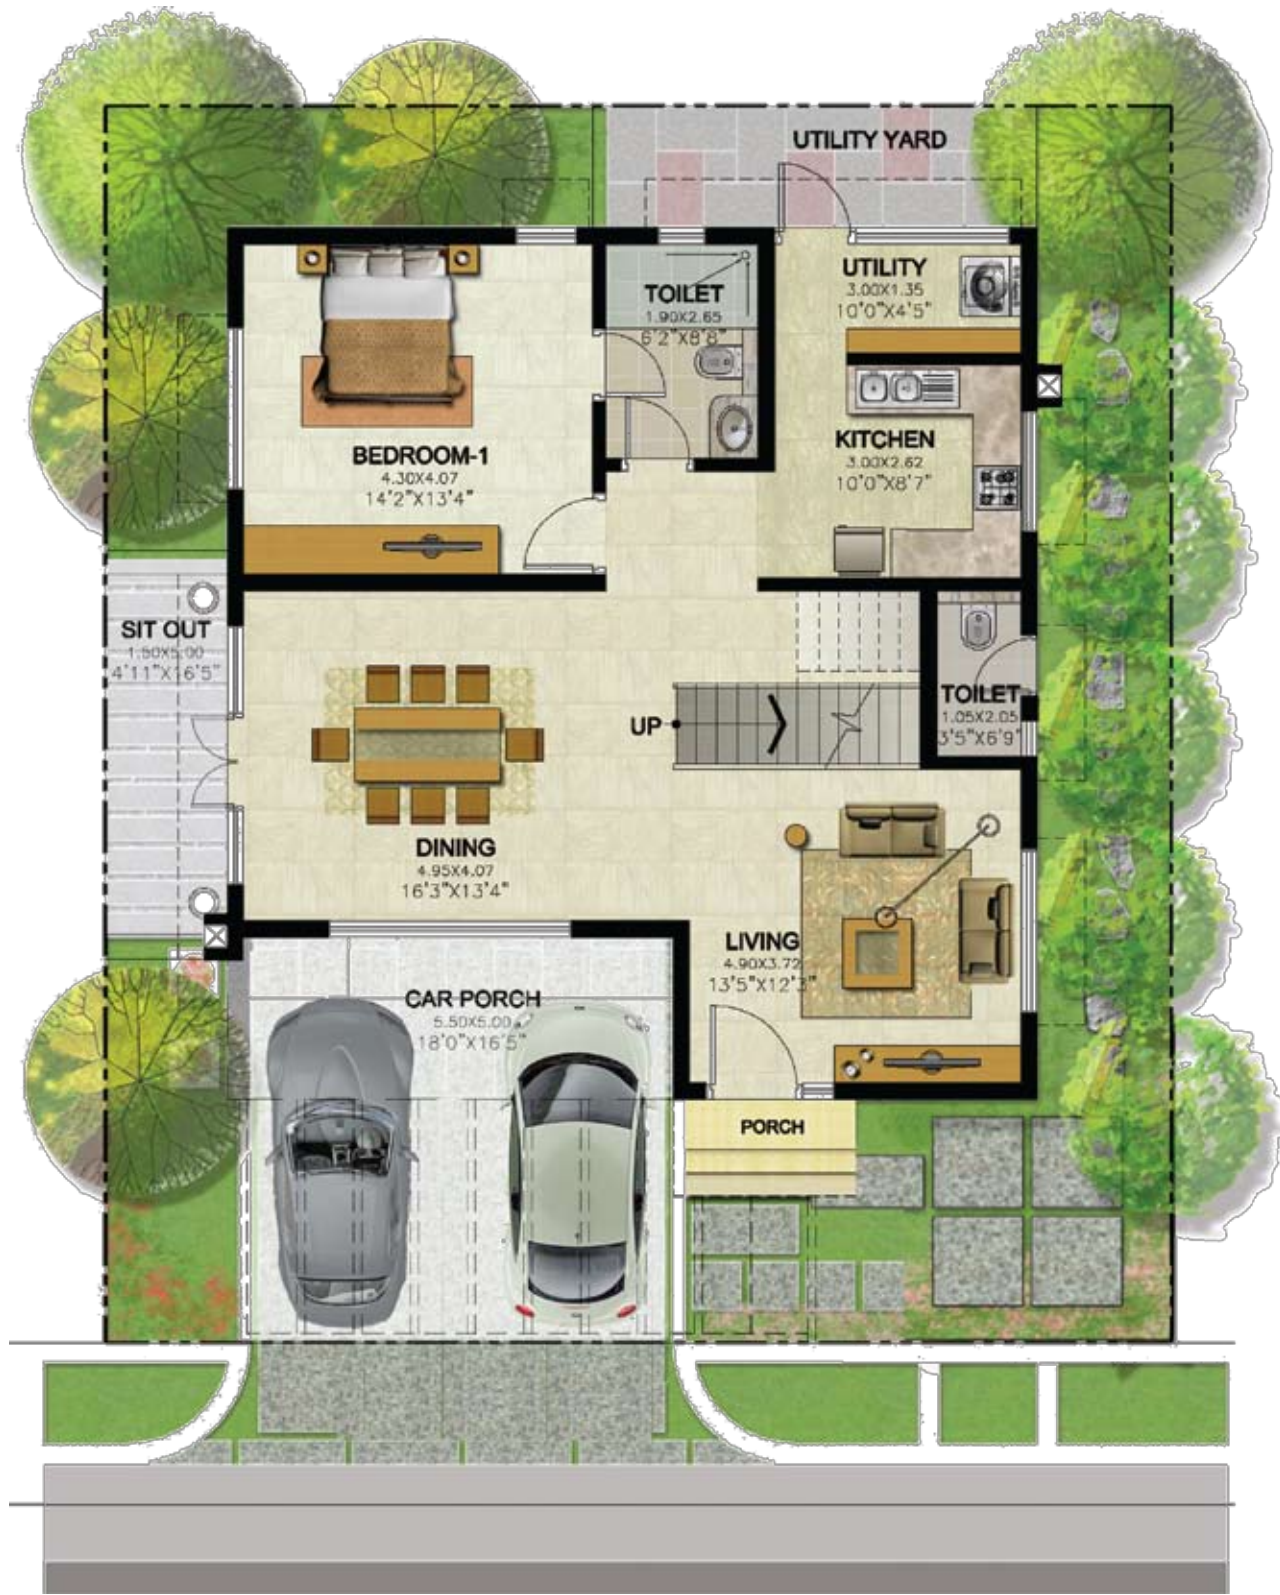 UTILITY YARD
UTILITY
3.00X1.35
10'0"X4'5"
TOILET
1.90X2.65
6'2"X8'8"
KITCHEN
3.00X2.62
10'0"X8'7"
BEDROOM-1
4.30X4.07
14'2"X13'4"
SIT OUT
1.50X5.00
4'11"X16'5"
TOILET
1.05X2.05
3'5"X6'9"
UP
DINING
4.95X4.07
16'3"X13'4"
LIVING
4.90X3.72
13'5"X12'3"
CAR PORCH
5.50X5.00
18'0"X16'5"
PORCH